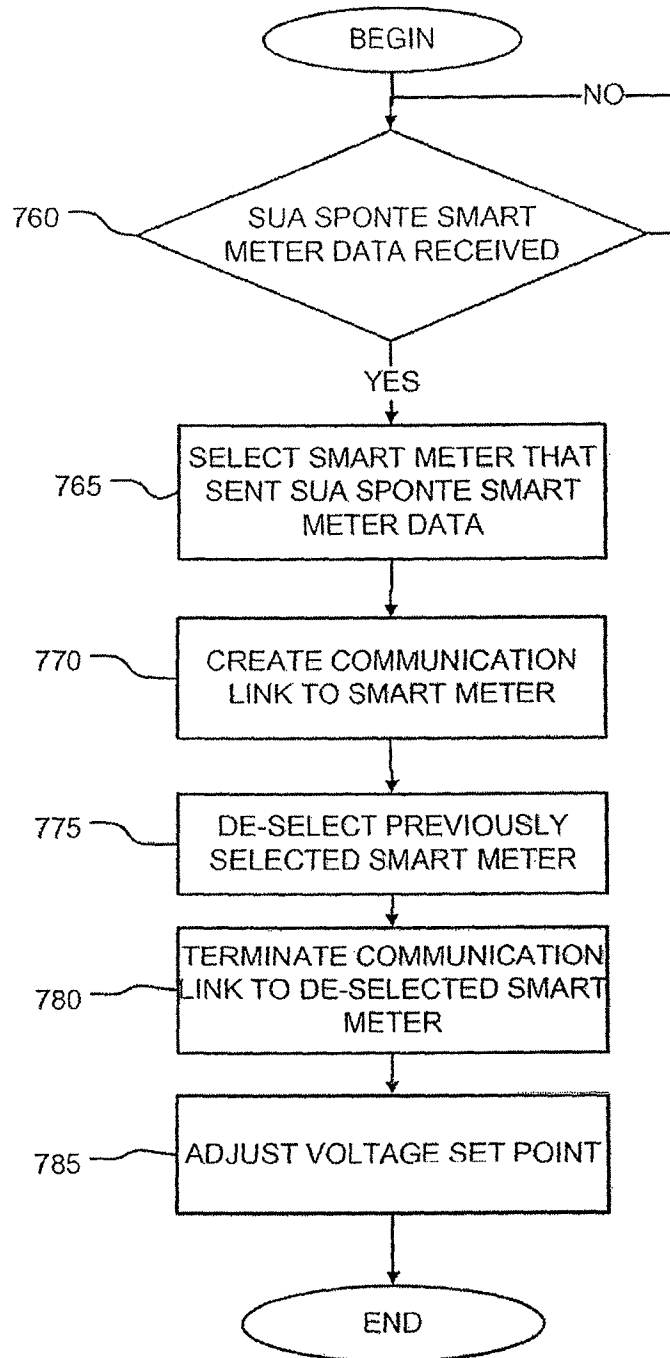 BEGIN
NO
760
SUA SPONTE SMART
METER DATA RECEIVED
YES
765
SELECT SMART METER THAT
SENT SUA SPONTE SMART
METER DATA
770
CREATE COMMUNICATION
LINK TO SMART METER
775
DE-SELECT PREVIOUSLY
SELECTED SMART METER
780
TERMINATE COMMUNICATION
LINK TO DE-SELECTED SMART
METER
785
ADJUST VOLTAGE SET POINT
END